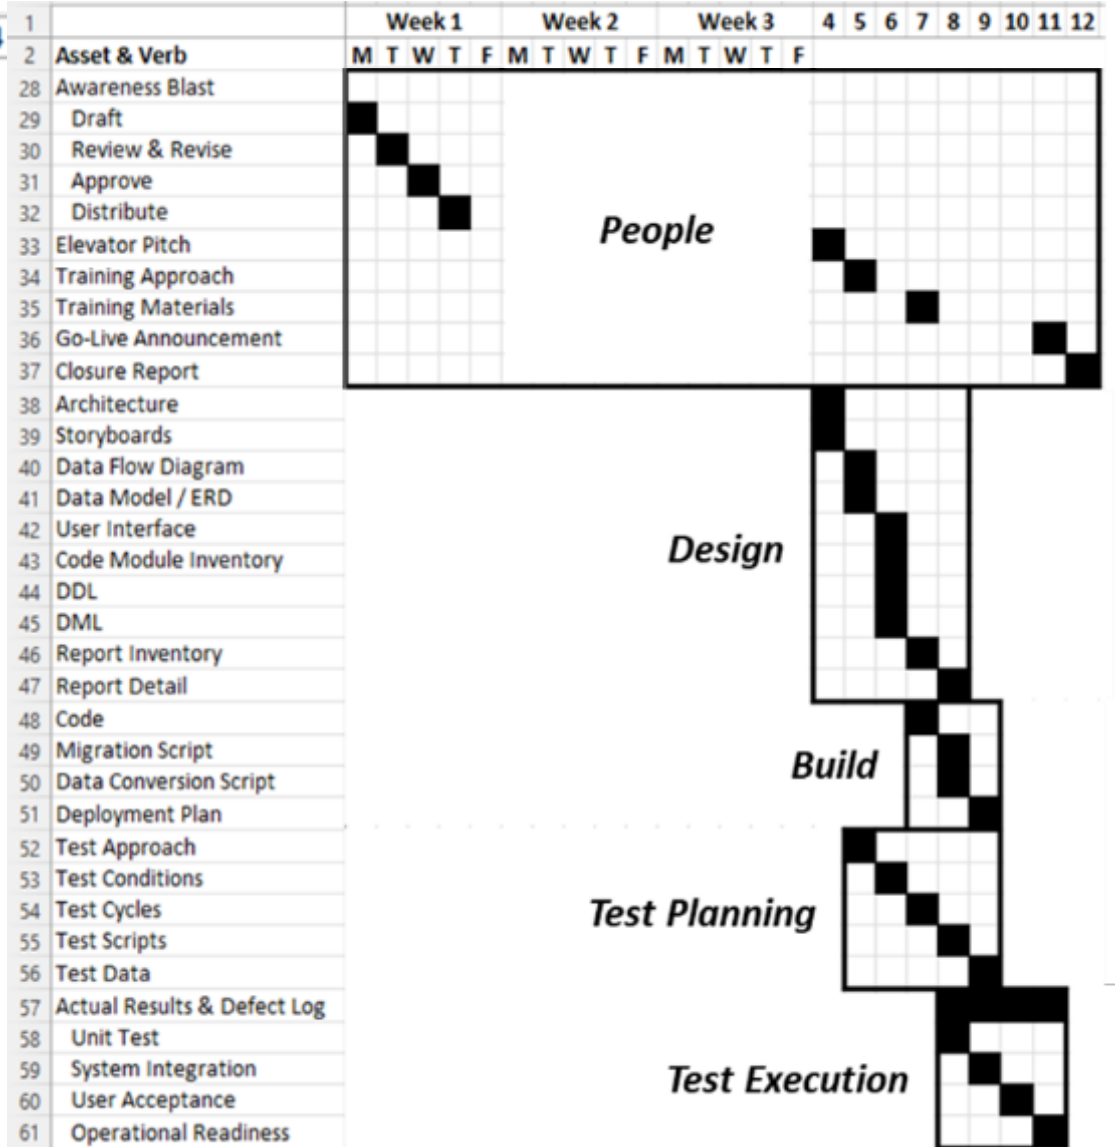 1 Week 1 Week 2 Week 3 4 5 6 7 8 9 10 11 12
2 Asset & Verb M T W T F M T W T F M T W T F
28 Awareness Blast
29 Draft
30 Review & Revise
31 Approve
32 Distribute
People
33 Elevator Pitch
34 Training Approach
35 Training Materials
36 Go-Live Announcement
37 Closure Report
38 Architecture
39 Storyboards
40 Data Flow Diagram
41 Data Model / ERD
42 User Interface
Design
43 Code Module Inventory
44 DDL
45 DML
46 Report Inventory
47 Report Detail
48 Code
49 Migration Script
Build
50 Data Conversion Script
51 Deployment Plan
52 Test Approach
53 Test Conditions
54 Test Cycles
Test Planning
55 Test Scripts
56 Test Data
57 Actual Results & Defect Log
58 Unit Test
59 System Integration
Test Execution
60 User Acceptance
61 Operational Readiness